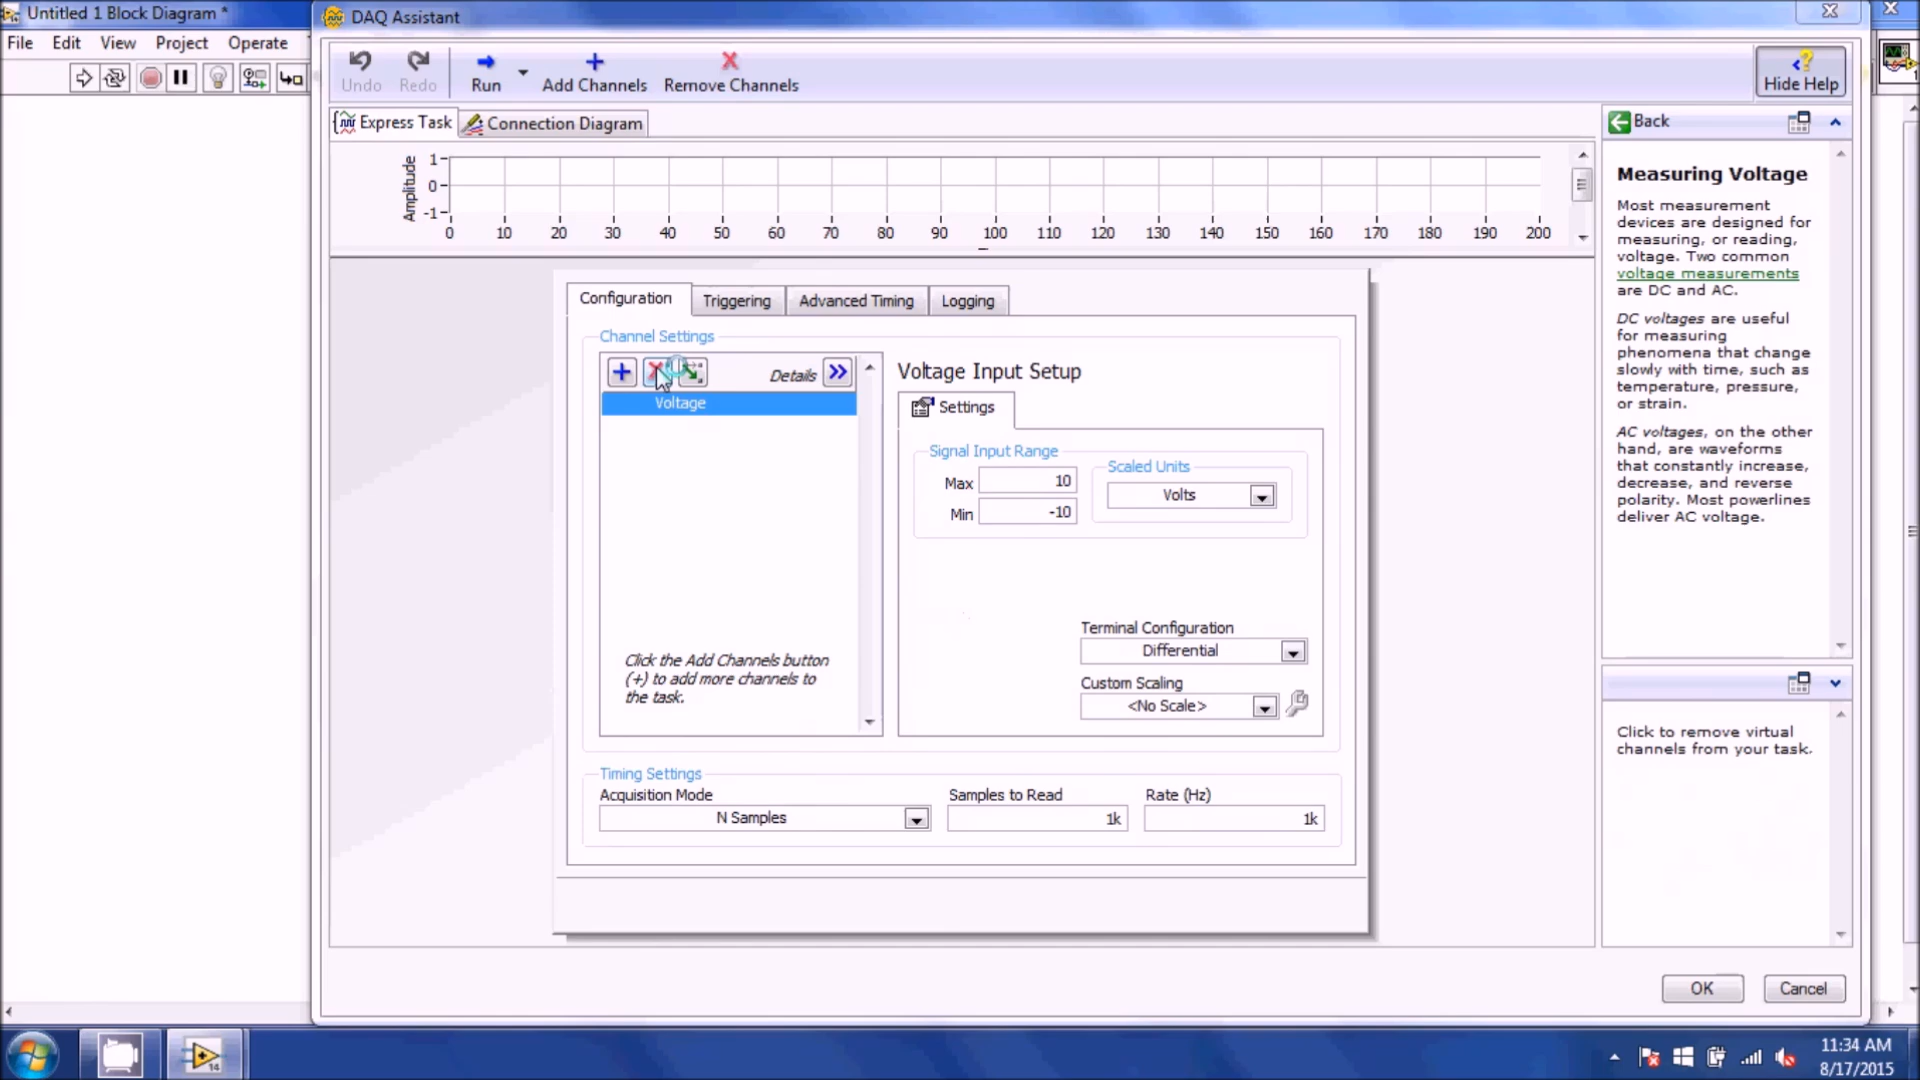 Untitled 1 Block Diagram *
DAQ Assistant
File Edit View Project Operate
Undo Redo Run Add Channels Remove Channels
Hide Help
Express Task Connection Diagram
Back
Amplitude
1
0
-1
0 10 20 30 40 50 60 70 80 90 100 110 120 130 140 150 160 170 180 190 200
Measuring Voltage
Most measurement
devices are designed for
measuring, or reading,
voltage. Two common
voltage measurements
are DC and AC.
DC voltages are useful
for measuring
phenomena that change
slowly with time, such as
temperature, pressure,
or strain.
AC voltages, on the other
hand, are waveforms
that constantly increase,
decrease, and reverse
polarity. Most powerlines
deliver AC voltage.
Configuration Triggering Advanced Timing Logging
Channel Settings
Details
Voltage
Click the Add Channels button
(+) to add more channels to
the task.
Voltage Input Setup
Settings
Signal Input Range
Max 10
Min -10
Scaled Units
Volts
Terminal Configuration
Differential
Custom Scaling
<No Scale>
Timing Settings
Acquisition Mode Samples to Read Rate (Hz)
N Samples 1k 1k
Click to remove virtual
channels from your task.
OK Cancel
14
11:34 AM
8/17/2015